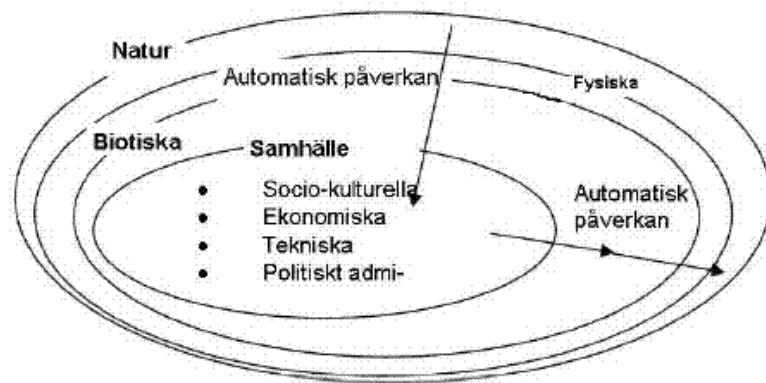 Natur
Automatisk påverkan
Fysiska
Biotiska
Samhälle
• Socio-kulturella
• Ekonomiska
• Tekniska
• Politiskt admi-
Automatisk
påverkan